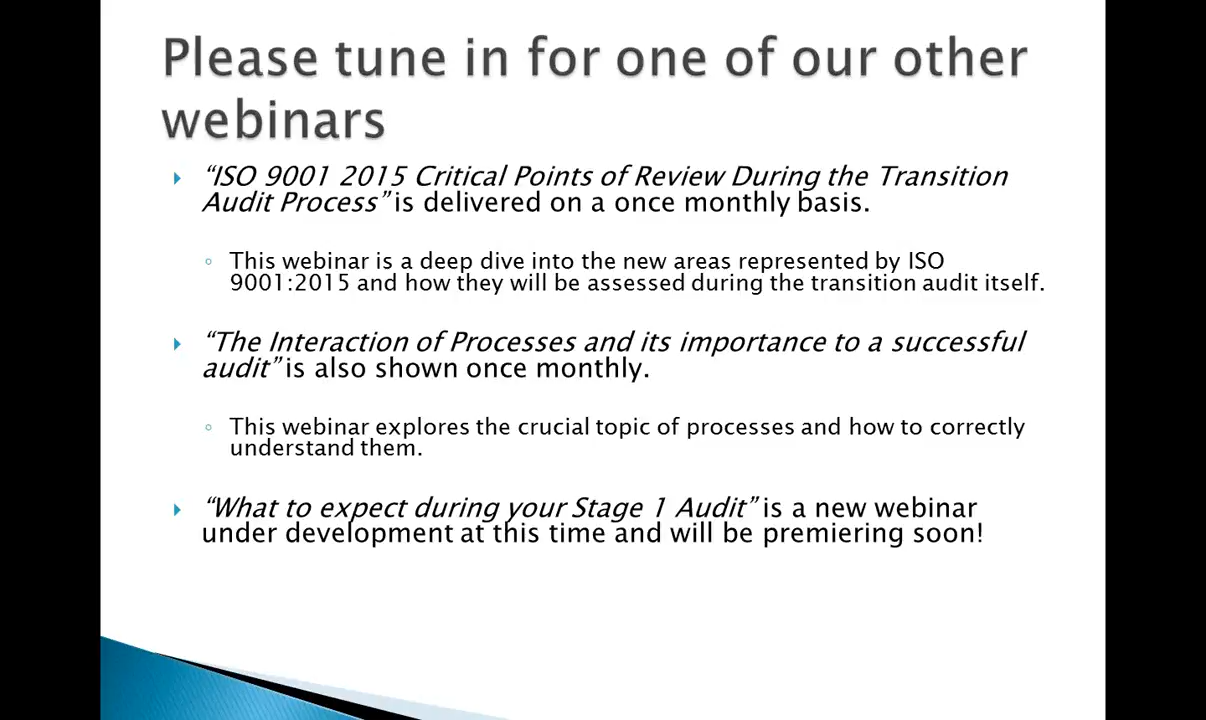 Please tune in for one of our other
webinars
“ISO 9001 2015 Critical Points of Review During the Transition
Audit Process” is delivered on a once monthly basis.
This webinar is a deep dive into the new areas represented by ISO
9001:2015 and how they will be assessed during the transition audit itself.
“The Interaction of Processes and its importance to a successful
audit” is also shown once monthly.
This webinar explores the crucial topic of processes and how to correctly
understand them.
“What to expect during your Stage 1 Audit” is a new webinar
under development at this time and will be premiering soon!